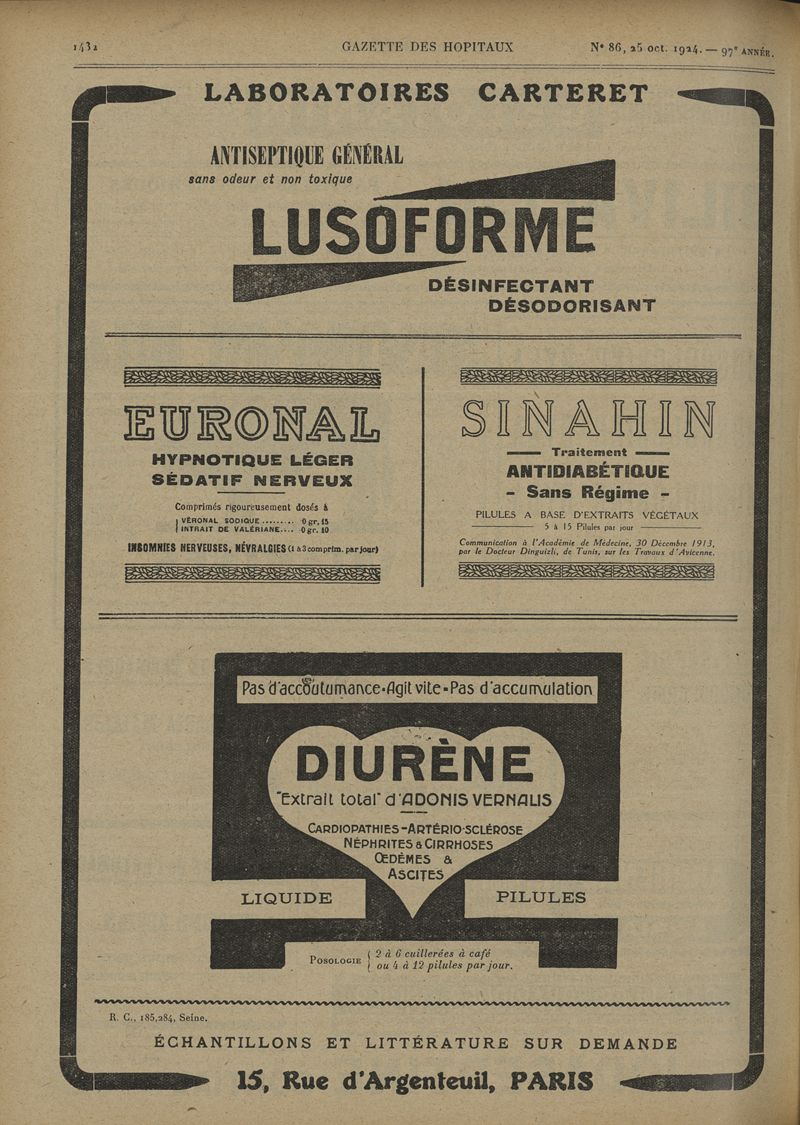 1432
GAZETTE DES HOPITAUX
N° 86, 25 oct. 1924. — 97e ANNÉE.
LABORATOIRES CARTERET
ANTISEPTIQUE GÉNÉRAL
sans odeur et non toxique
LUSOFORME
DÉSINFECTANT
DÉSODORISANT
EURONAL
HYPNOTIQUE LÉGER
SÉDATIF NERVEUX
Comprimés rigoureusement dosés à
VÉRONAL SODIQUE......... 0 gr, 15
INTRAIT DE VALÉRIANE.... 0 gr. 10
INSOMNIES NERVEUSES, NÉVRALGIES (1 à 3 comprim. par jour)
SINAHIN
Traitement
ANTIDIABÉTIQUE
- Sans Régime -
PILULES A BASE D'EXTRAITS VÉGÉTAUX
5 à 15 Pilules par jour
Communication à l'Académie de Médecine, 30 Décembre 1913,
par le Docteur Dinguizli, de Tunis, sur les Travaux d'Avicenne.
Pas d'accoutumance - Agit vite - Pas d'accumulation
DIURÈNE
"Extrait total" d'ADONIS VERNALIS
CARDIOPATHIES - ARTÉRIO-SCLÉROSE
NÉPHRITES & CIRRHOSES
ŒDÈMES &
ASCITES
LIQUIDE
PILULES
POSOLOGIE { 2 à 6 cuillerées à café
ou 4 à 12 pilules par jour.
R. C., 185,284, Seine.
ÉCHANTILLONS ET LITTÉRATURE SUR DEMANDE
15, Rue d'Argenteuil, PARIS